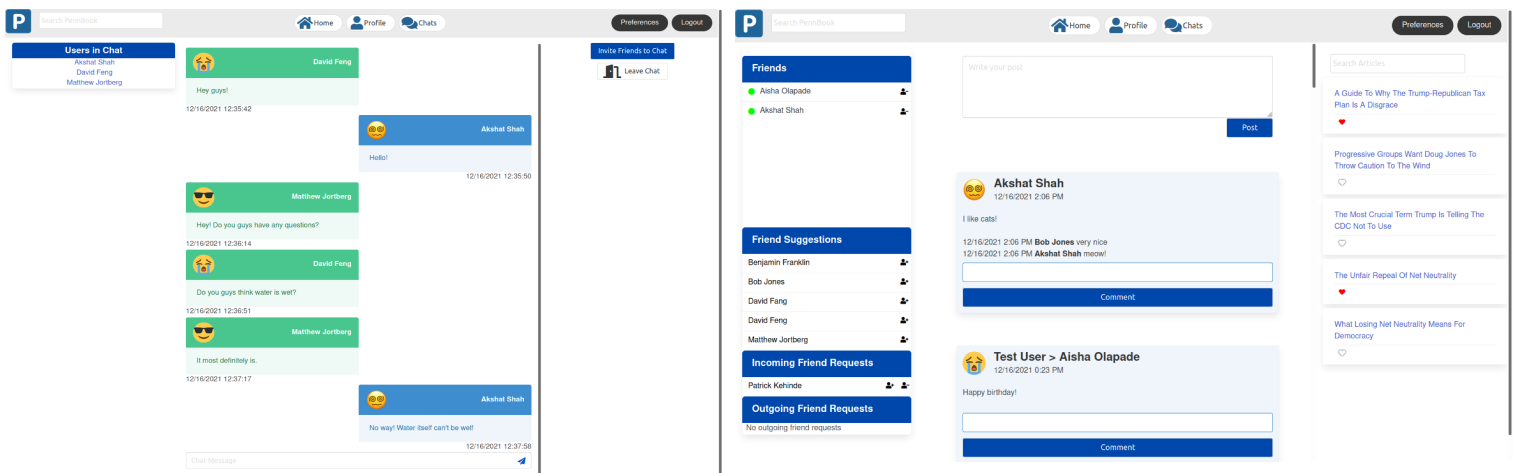 P
Search PennBook
Home
Profile
Chats
Preferences
Logout
Users in Chat
Akshat Shah
David Feng
Matthew Jortberg
David Feng
Hey guys!
12/16/2021 12:35:42
Akshat Shah
Hello!
12/16/2021 12:35:50
Matthew Jortberg
Hey! Do you guys have any questions?
12/16/2021 12:36:14
David Feng
Do you guys think water is wet?
12/16/2021 12:36:51
Matthew Jortberg
It most definitely is.
12/16/2021 12:37:17
Akshat Shah
No way! Water itself can't be wet!
12/16/2021 12:37:58
Chat Message
Invite Friends to Chat
Leave Chat
P
Search PennBook
Home
Profile
Chats
Preferences
Logout
Friends
Aisha Olapade
Akshat Shah
Friend Suggestions
Benjamin Franklin
Bob Jones
David Fang
David Feng
Matthew Jortberg
Incoming Friend Requests
Patrick Kehinde
Outgoing Friend Requests
No outgoing friend requests
Write your post
Post
Akshat Shah
12/16/2021 2:06 PM
I like cats!
12/16/2021 2:06 PM Bob Jones very nice
12/16/2021 2:06 PM Akshat Shah meow!
Comment
Test User > Aisha Olapade
12/16/2021 0:23 PM
Happy birthday!
Comment
Search Articles
A Guide To Why The Trump-Republican Tax
Plan Is A Disgrace
Progressive Groups Want Doug Jones To
Throw Caution To The Wind
The Most Crucial Term Trump Is Telling The
CDC Not To Use
The Unfair Repeal Of Net Neutrality
What Losing Net Neutrality Means For
Democracy